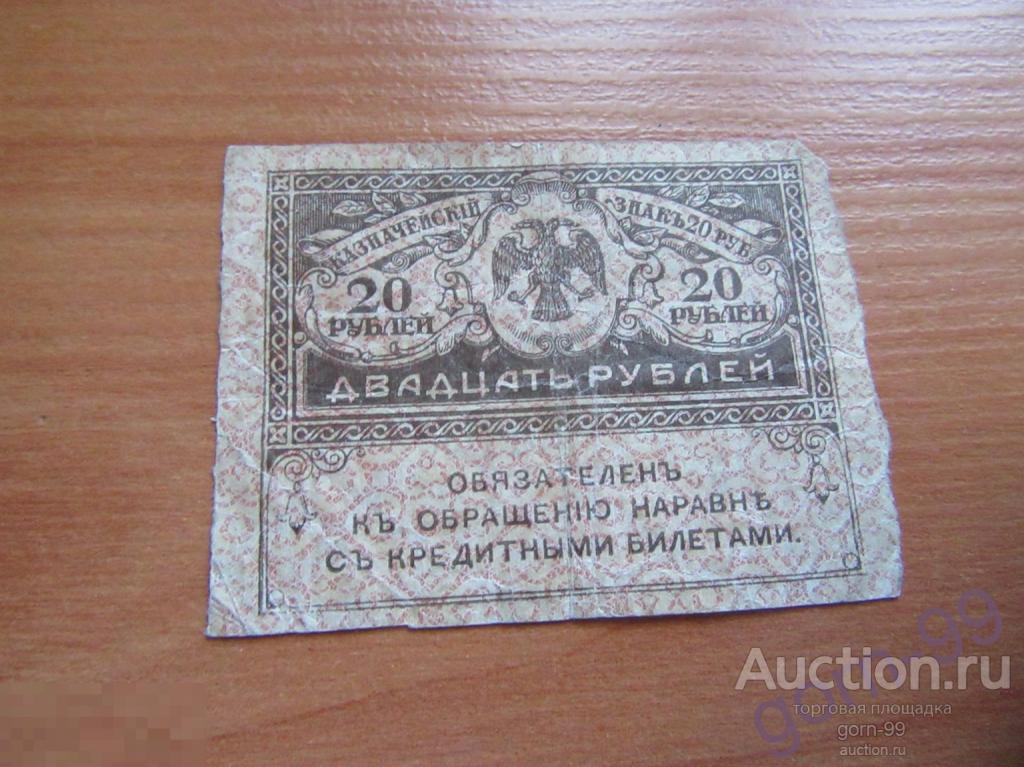 КАЗНАЧЕЙСКІЙ ЗНАКЪ 20 РУБ.
20 РУБЛЕЙ
20 РУБЛЕЙ
ДВАДЦАТЬ РУБЛЕЙ
ОБЯЗАТЕЛЕНЪ
КЪ ОБРАЩЕНІЮ НАРАВНѢ
СЪ КРЕДИТНЫМИ БИЛЕТАМИ.
gorn-99
Auction.ru
торговая площадка
gorn-99
auction.ru